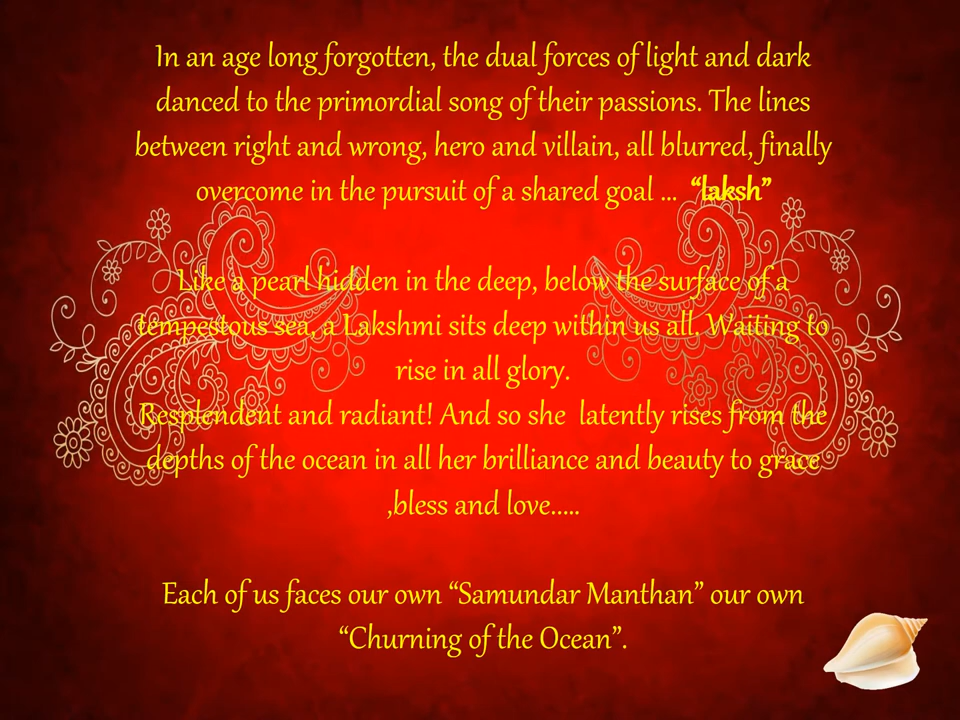 In an age long forgotten, the dual forces of light and dark
danced to the primordial song of their passions. The lines
between right and wrong, hero and villain, all blurred, finally
overcome in the pursuit of a shared goal ... “laksh”
Like a pearl hidden in the deep, below the surface of a
tempestous sea, a Lakshmi sits deep within us all. Waiting to
rise in all glory.
Resplendent and radiant! And so she latently rises from the
depths of the ocean in all her brilliance and beauty to grace
,bless and love.....
Each of us faces our own “Samundar Manthan” our own
“Churning of the Ocean”.